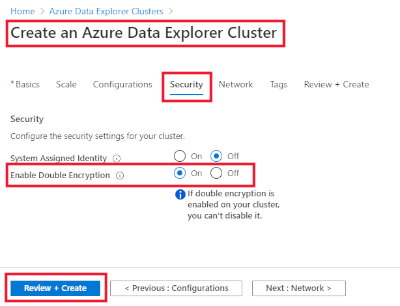 Home > Azure Data Explorer Clusters >
Create an Azure Data Explorer Cluster
* Basics Scale Configurations Security Network Tags Review + Create
Security
Configure the security settings for your cluster.
System Assigned Identity On Off
Enable Double Encryption On Off
If double encryption is
enabled on your cluster,
you can't disable it.
Review + Create < Previous : Configurations Next : Network >